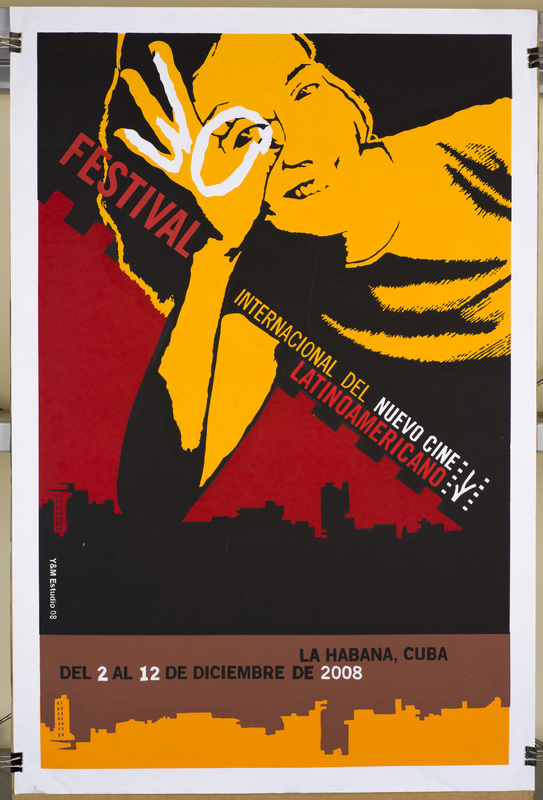 FESTIVAL
INTERNACIONAL DEL NUEVO CINE
LATINOAMERICANO
Y&M Estudio 08
LA HABANA, CUBA
DEL 2 AL 12 DE DICIEMBRE DE 2008